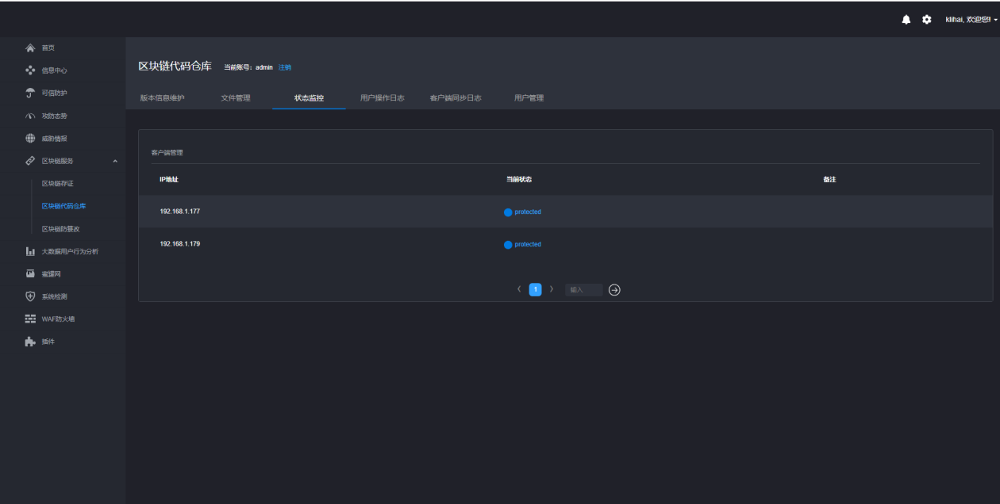 klihai, 欢迎您!
首页
信息中心
可信防护
攻防态势
威胁情报
区块链服务
区块链存证
区块链代码仓库
区块链防篡改
大数据用户行为分析
蜜罐网
系统检测
WAF防火墙
插件
区块链代码仓库 当前账号：admin 注销
版本信息维护 文件管理 状态监控 用户操作日志 客户端同步日志 用户管理
客户端管理
IP地址 当前状态 备注
192.168.1.177 protected
192.168.1.179 protected
1 输入